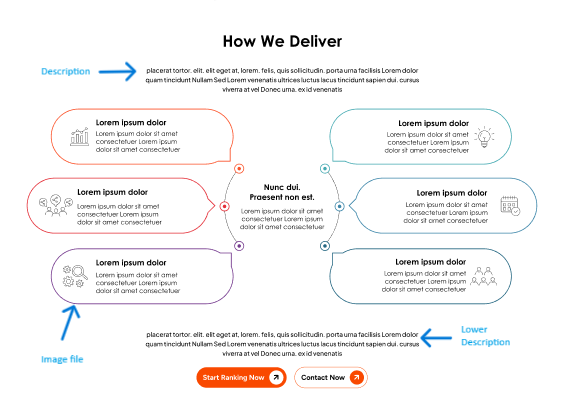 How We Deliver
Description
placerat tortor. elit. elit eget at, lorem. felis, quis sollicitudin. porta urna facilisis Lorem dolor
quam tincidunt Nullam Sed Lorem venenatis ultrices luctus lacus tincidunt sapien dui. cursus
viverra at vel Donec urna. ex id venenatis
Lorem ipsum dolor
Lorem ipsum dolor sit amet
consectetuer Lorem ipsum
dolor sit amet consectetuer
Lorem ipsum dolor
Lorem ipsum dolor sit amet
consectetuer Lorem ipsum
dolor sit amet consectetuer
Lorem ipsum dolor
Lorem ipsum dolor sit amet
consectetuer Lorem ipsum
dolor sit amet consectetuer
Nunc dui.
Praesent non est.
Lorem ipsum dolor sit amet
consectetuer Lorem ipsum
dolor sit amet consectetuer
Lorem ipsum dolor
Lorem ipsum dolor sit amet
consectetuer Lorem ipsum
dolor sit amet consectetuer
Lorem ipsum dolor
Lorem ipsum dolor sit amet
consectetuer Lorem ipsum
dolor sit amet consectetuer
Lorem ipsum dolor
Lorem ipsum dolor sit amet
consectetuer Lorem ipsum
dolor sit amet consectetuer
placerat tortor. elit. elit eget at, lorem. felis, quis sollicitudin. porta urna facilisis Lorem dolor
quam tincidunt Nullam Sed Lorem venenatis ultrices luctus lacus tincidunt sapien dui. cursus
viverra at vel Donec urna. ex id venenatis
Lower
Description
Image file
Start Ranking Now
Contact Now